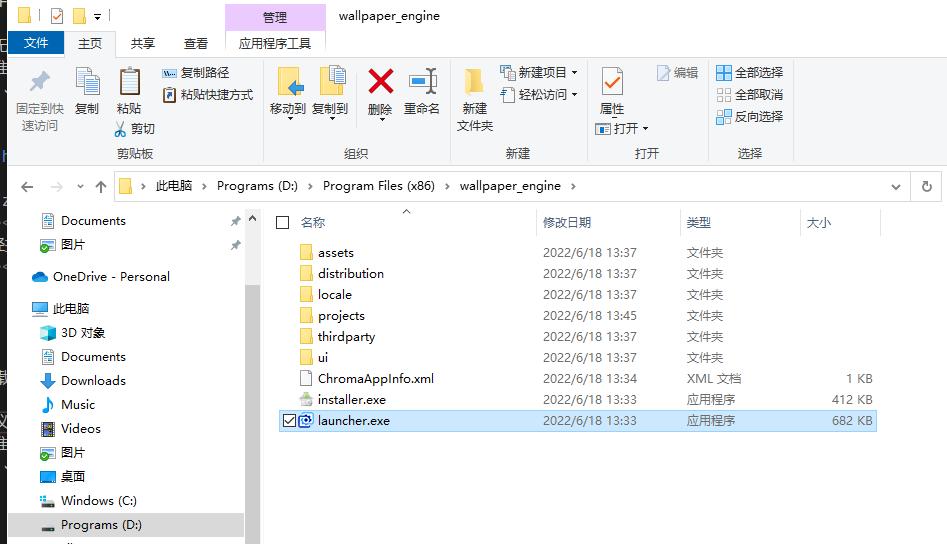 管理
wallpaper_engine
文件
主页
共享
查看
应用程序工具
固定到快速访问
复制
粘贴
复制路径
粘贴快捷方式
剪切
剪贴板
移动到
复制到
删除
重命名
组织
新建
文件夹
新建项目
轻松访问
新建
属性
打开
编辑
打开
全部选择
全部取消
反向选择
选择
此电脑 > Programs (D:) > Program Files (x86) > wallpaper_engine >
Documents
图片
OneDrive - Personal
此电脑
3D 对象
Documents
Downloads
Music
Videos
图片
桌面
Windows (C:)
Programs (D:)
名称 修改日期 类型 大小
assets 2022/6/18 13:37 文件夹
distribution 2022/6/18 13:37 文件夹
locale 2022/6/18 13:37 文件夹
projects 2022/6/18 13:45 文件夹
thirdparty 2022/6/18 13:37 文件夹
ui 2022/6/18 13:37 文件夹
ChromaAppInfo.xml 2022/6/18 13:34 XML 文档 1 KB
installer.exe 2022/6/18 13:33 应用程序 412 KB
launcher.exe 2022/6/18 13:33 应用程序 682 KB